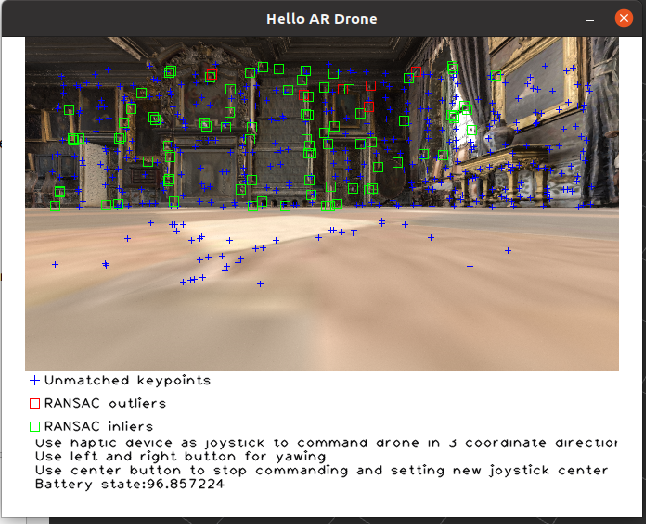 Hello AR Drone
Unmatched keypoints
RANSAC outliers
RANSAC inliers
Use haptic device as joystick to command drone in 3 coordinate direction
Use left and right button for yawing
Use center button to stop commanding and setting new joystick center
Battery state:96.857224